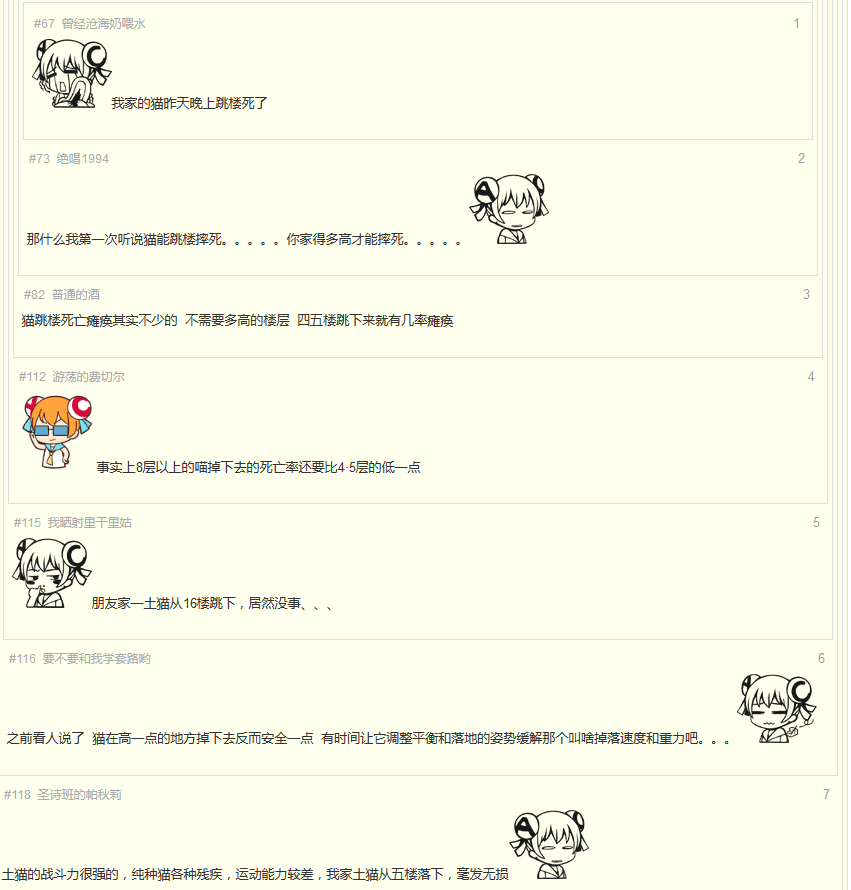 #67 曾经沧海奶喂水 1
我家的猫昨天晚上跳楼死了
#73 绝唱1994 2
那什么我第一次听说猫能跳楼摔死。。。。。你家得多高才能摔死。。。。。
#82 普通的酒 3
猫跳楼死亡瘫痪其实不少的 不需要多高的楼层 四五楼跳下来就有几率瘫痪
#112 游荡的费切尔 4
事实上8层以上的喵掉下去的死亡率还要比4·5层的低一点
#115 我晒射里干里姑 5
朋友家一土猫从16楼跳下，居然没事、、、
#116 要不要和我学套路哟 6
之前看人说了 猫在高一点的地方掉下去反而安全一点 有时间让它调整平衡和落地的姿势缓解那个叫啥掉落速度和重力吧。。。
#118 圣诗班的帕秋莉 7
土猫的战斗力很强的，纯种猫各种残疾，运动能力较差，我家土猫从五楼落下，毫发无损